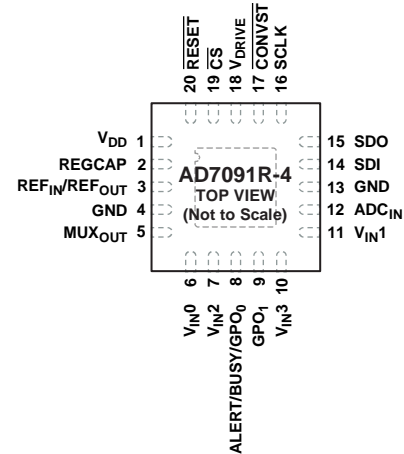 20 RESET
19 CS
18 VDRIVE
17 CONVST
16 SCLK
VDD 1
REGCAP 2
REFIN/REFOUT 3
GND 4
MUXOUT 5
AD7091R-4
TOP VIEW
(Not to Scale)
15 SDO
14 SDI
13 GND
12 ADCIN
11 VIN1
6 VIN0
7 VIN2
8 ALERT/BUSY/GPO0
9 GPO1
10 VIN3